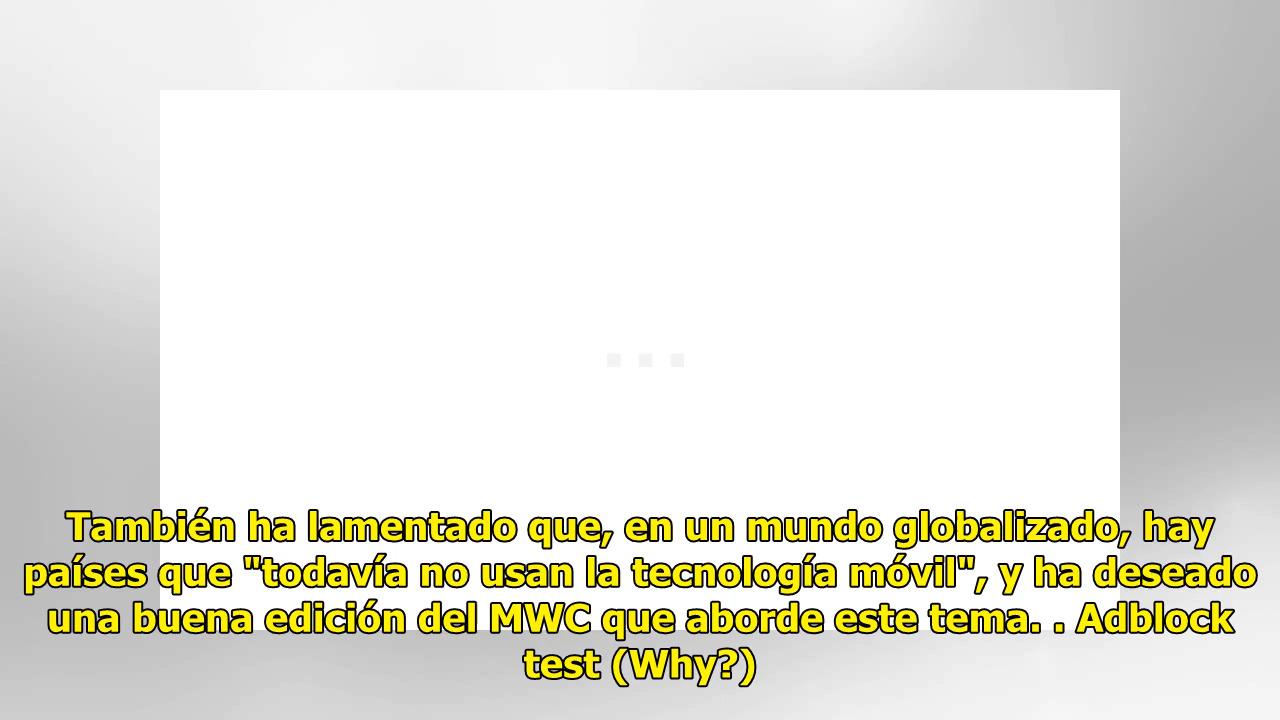 También ha lamentado que, en un mundo globalizado, hay
países que "todavía no usan la tecnología móvil", y ha deseado
una buena edición del MWC que aborde este tema. . Adblock
test (Why?)